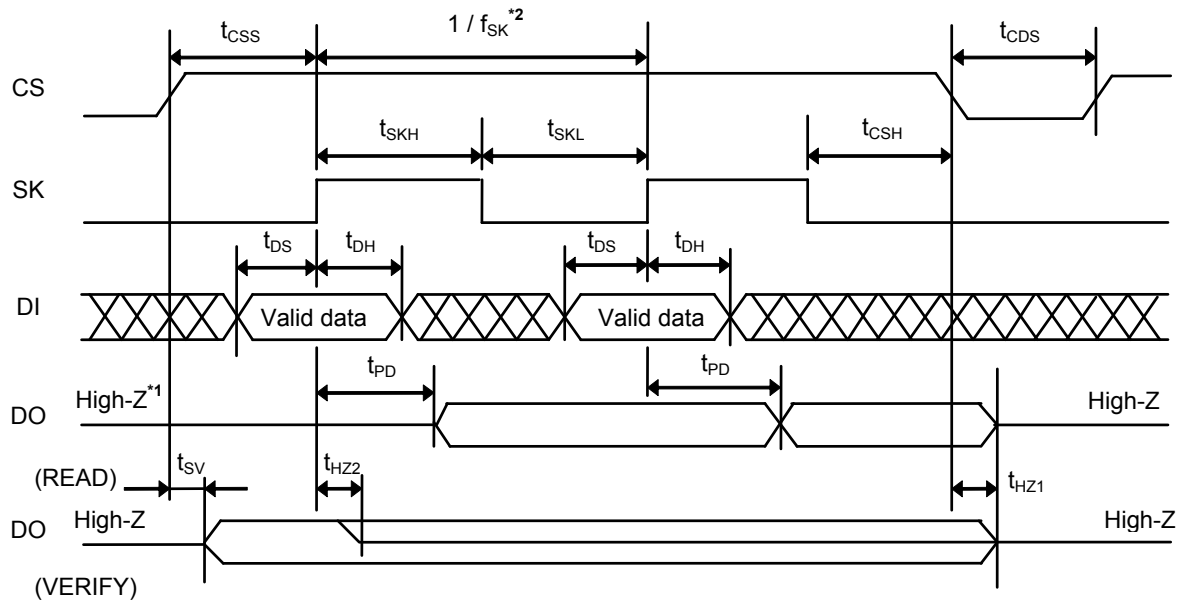 tCSS 1 / fSK*2 tCDS
CS
tSKH tSKL tCSH
SK
tDS tDH tDS tDH
DI Valid data Valid data
tPD tPD
High-Z*1 High-Z
DO
(READ) tSV tHZ2 tHZ1
High-Z High-Z
DO
(VERIFY)